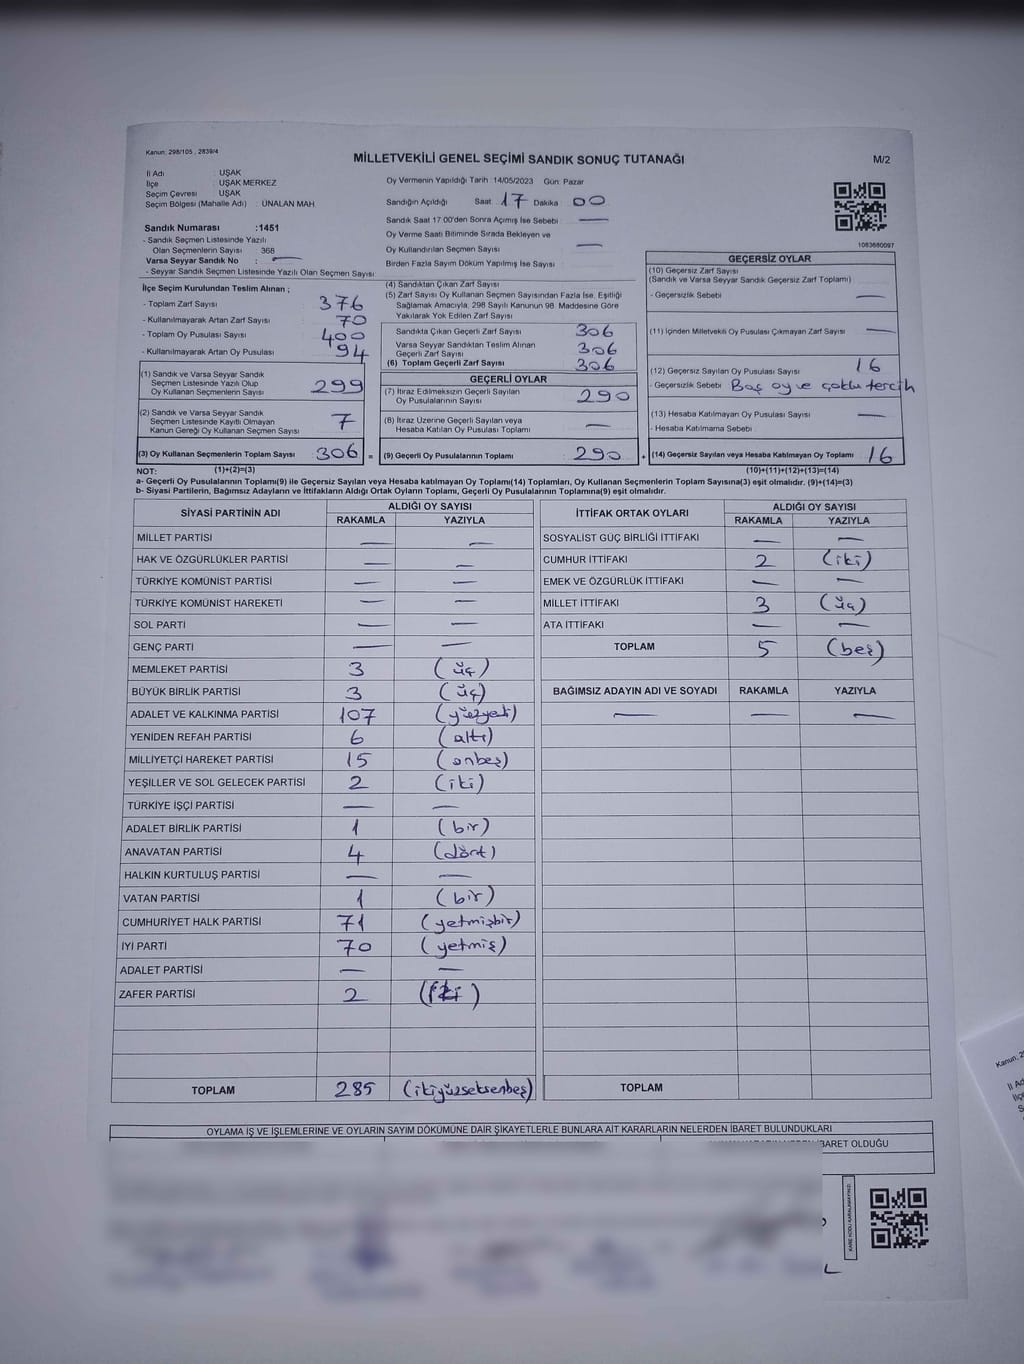 Kanun: 298/105 , 2839/4
MİLLETVEKİLİ GENEL SEÇİMİ SANDIK SONUÇ TUTANAĞI
M/2
İl Adı : UŞAK
İlçe : UŞAK MERKEZ
Seçim Çevresi : UŞAK
Seçim Bölgesi (Mahalle Adı) : ÜNALAN MAH.
Oy Vermenin Yapıldığı Tarih :14/05/2023 Gün: Pazar
Sandığın Açıldığı Saat 17 Dakika 00
Sandık Saat 17.00'den Sonra Açılmış İse Sebebi —
Oy Verme Saati Bitiminde Sırada Bekleyen ve
Oy Kullandırılan Seçmen Sayısı —
Birden Fazla Sayım Döküm Yapılmış İse Sayısı
1083680097
Sandık Numarası :1451
- Sandık Seçmen Listesinde Yazılı
Olan Seçmenlerin Sayısı : 368
Varsa Seyyar Sandık No : —
- Seyyar Sandık Seçmen Listesinde Yazılı Olan Seçmen Sayısı :
İlçe Seçim Kurulundan Teslim Alınan ;
- Toplam Zarf Sayısı 376
- Kullanılmayarak Artan Zarf Sayısı 70
- Toplam Oy Pusulası Sayısı 400
- Kullanılmayarak Artan Oy Pusulası 94
(1) Sandık ve Varsa Seyyar Sandık
Seçmen Listesinde Yazılı Olup
Oy Kullanan Seçmenlerin Sayısı 299
(2) Sandık ve Varsa Seyyar Sandık
Seçmen Listesinde Kayıtlı Olmayan
Kanun Gereği Oy Kullanan Seçmen Sayısı 7
(3) Oy Kullanan Seçmenlerin Toplam Sayısı 306 =
(4) Sandıktan Çıkan Zarf Sayısı
(5) Zarf Sayısı Oy Kullanan Seçmen Sayısından Fazla İse, Eşitliği
Sağlamak Amacıyla, 298 Sayılı Kanunun 98. Maddesine Göre
Yakılarak Yok Edilen Zarf Sayısı
Sandıkta Çıkan Geçerli Zarf Sayısı 306
Varsa Seyyar Sandıktan Teslim Alınan
Geçerli Zarf Sayısı 306
(6) Toplam Geçerli Zarf Sayısı 306
GEÇERLİ OYLAR
(7) İtiraz Edilmeksizin Geçerli Sayılan
Oy Pusulalarının Sayısı 290
(8) İtiraz Üzerine Geçerli Sayılan veya
Hesaba Katılan Oy Pusulası Toplamı —
(9) Geçerli Oy Pusulalarının Toplamı 290 +
GEÇERSİZ OYLAR
(10) Geçersiz Zarf Sayısı
(Sandık ve Varsa Seyyar Sandık Geçersiz Zarf Toplamı)
- Geçersizlik Sebebi —
(11) İçinden Milletvekili Oy Pusulası Çıkmayan Zarf Sayısı —
(12) Geçersiz Sayılan Oy Pusulası Sayısı 16
- Geçersizlik Sebebi Boş oy ve çoklu tercih
(13) Hesaba Katılmayan Oy Pusulası Sayısı —
- Hesaba Katılmama Sebebi
(14) Geçersiz Sayılan veya Hesaba Katılmayan Oy Toplamı 16
NOT: (1)+(2)=(3) (10)+(11)+(12)+(13)=(14)
a- Geçerli Oy Pusulalarının Toplamı(9) ile Geçersiz Sayılan veya Hesaba katılmayan Oy Toplamı(14) Toplamları, Oy Kullanan Seçmenlerin Toplam Sayısına(3) eşit olmalıdır. (9)+(14)=(3)
b- Siyasi Partilerin, Bağımsız Adayların ve İttifakların Aldığı Ortak Oyların Toplamı, Geçerli Oy Pusulalarının Toplamına(9) eşit olmalıdır.
SİYASİ PARTİNİN ADI ALDIĞI OY SAYISI
RAKAMLA YAZIYLA
MİLLET PARTİSİ — —
HAK VE ÖZGÜRLÜKLER PARTİSİ — —
TÜRKİYE KOMÜNİST PARTİSİ — —
TÜRKİYE KOMÜNİST HAREKETİ — —
SOL PARTİ — —
GENÇ PARTİ — —
MEMLEKET PARTİSİ 3 (üç)
BÜYÜK BİRLİK PARTİSİ 3 (üç)
ADALET VE KALKINMA PARTİSİ 107 (yüzyedi)
YENİDEN REFAH PARTİSİ 6 (altı)
MİLLİYETÇİ HAREKET PARTİSİ 15 (onbeş)
YEŞİLLER VE SOL GELECEK PARTİSİ 2 (iki)
TÜRKİYE İŞÇİ PARTİSİ — —
ADALET BİRLİK PARTİSİ 1 (bir)
ANAVATAN PARTİSİ 4 (dört)
HALKIN KURTULUŞ PARTİSİ — —
VATAN PARTİSİ 1 (bir)
CUMHURİYET HALK PARTİSİ 71 (yetmişbir)
İYİ PARTİ 70 (yetmiş)
ADALET PARTİSİ — —
ZAFER PARTİSİ 2 (iki)
TOPLAM 285 (ikiyüzseksenbeş)
İTTİFAK ORTAK OYLARI ALDIĞI OY SAYISI
RAKAMLA YAZIYLA
SOSYALİST GÜÇ BİRLİĞİ İTTİFAKI — —
CUMHUR İTTİFAKI 2 (iki)
EMEK VE ÖZGÜRLÜK İTTİFAKI — —
MİLLET İTTİFAKI 3 (üç)
ATA İTTİFAKI — —
TOPLAM 5 (beş)
BAĞIMSIZ ADAYIN ADI VE SOYADI RAKAMLA YAZIYLA
— — —
TOPLAM
OYLAMA İŞ VE İŞLEMLERİNE VE OYLARIN SAYIM DÖKÜMÜNE DAİR ŞİKAYETLERLE BUNLARA AİT KARARLARIN NELERDEN İBARET BULUNDUKLARI
İBARET OLDUĞU
KARE KODU KARALAMAYINIZ.
Kanun: 29
İl Ad
İlçe